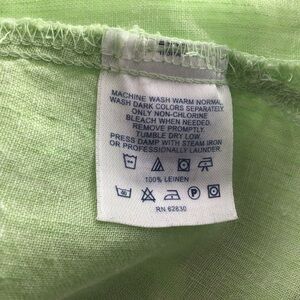 MACHINE WASH WARM NORMAL
WASH DARK COLORS SEPARATELY
ONLY NON-CHLORINE
BLEACH WHEN NEEDED
REMOVE PROMPTLY.
TUMBLE DRY LOW
PRESS DAMP WITH STEAM IRON
OR PROFESSIONALLY LAUNDER.
100% LEINEN
P
RN 62630